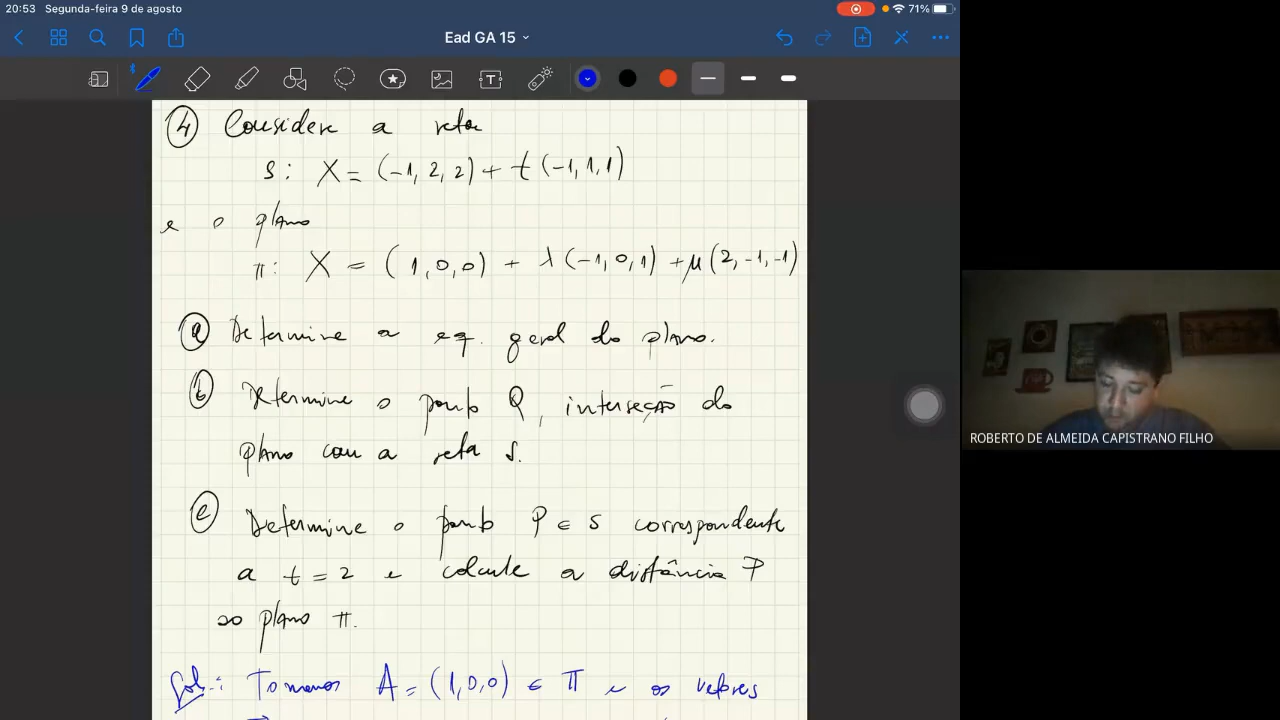 20:53 Segunda-feira 9 de agosto
71%
Ead GA 15
④ Considere a reta
s: X = (-1, 2, 2) + t (-1, 1, 1)
e o plano
π: X = (1, 0, 0) + λ (-1, 0, 1) + μ (2, -1, -1)
ⓐ Determine a eq. geral do plano.
ⓑ Determine o ponto Q, interseção do
plano com a reta s.
ⓒ Determine o ponto P ∈ s correspondente
a t = 2 e calcule a distância P
ao plano π.
Sol.: Tomemos A = (1, 0, 0) ∈ π e os vetores
ROBERTO DE ALMEIDA CAPISTRANO FILHO